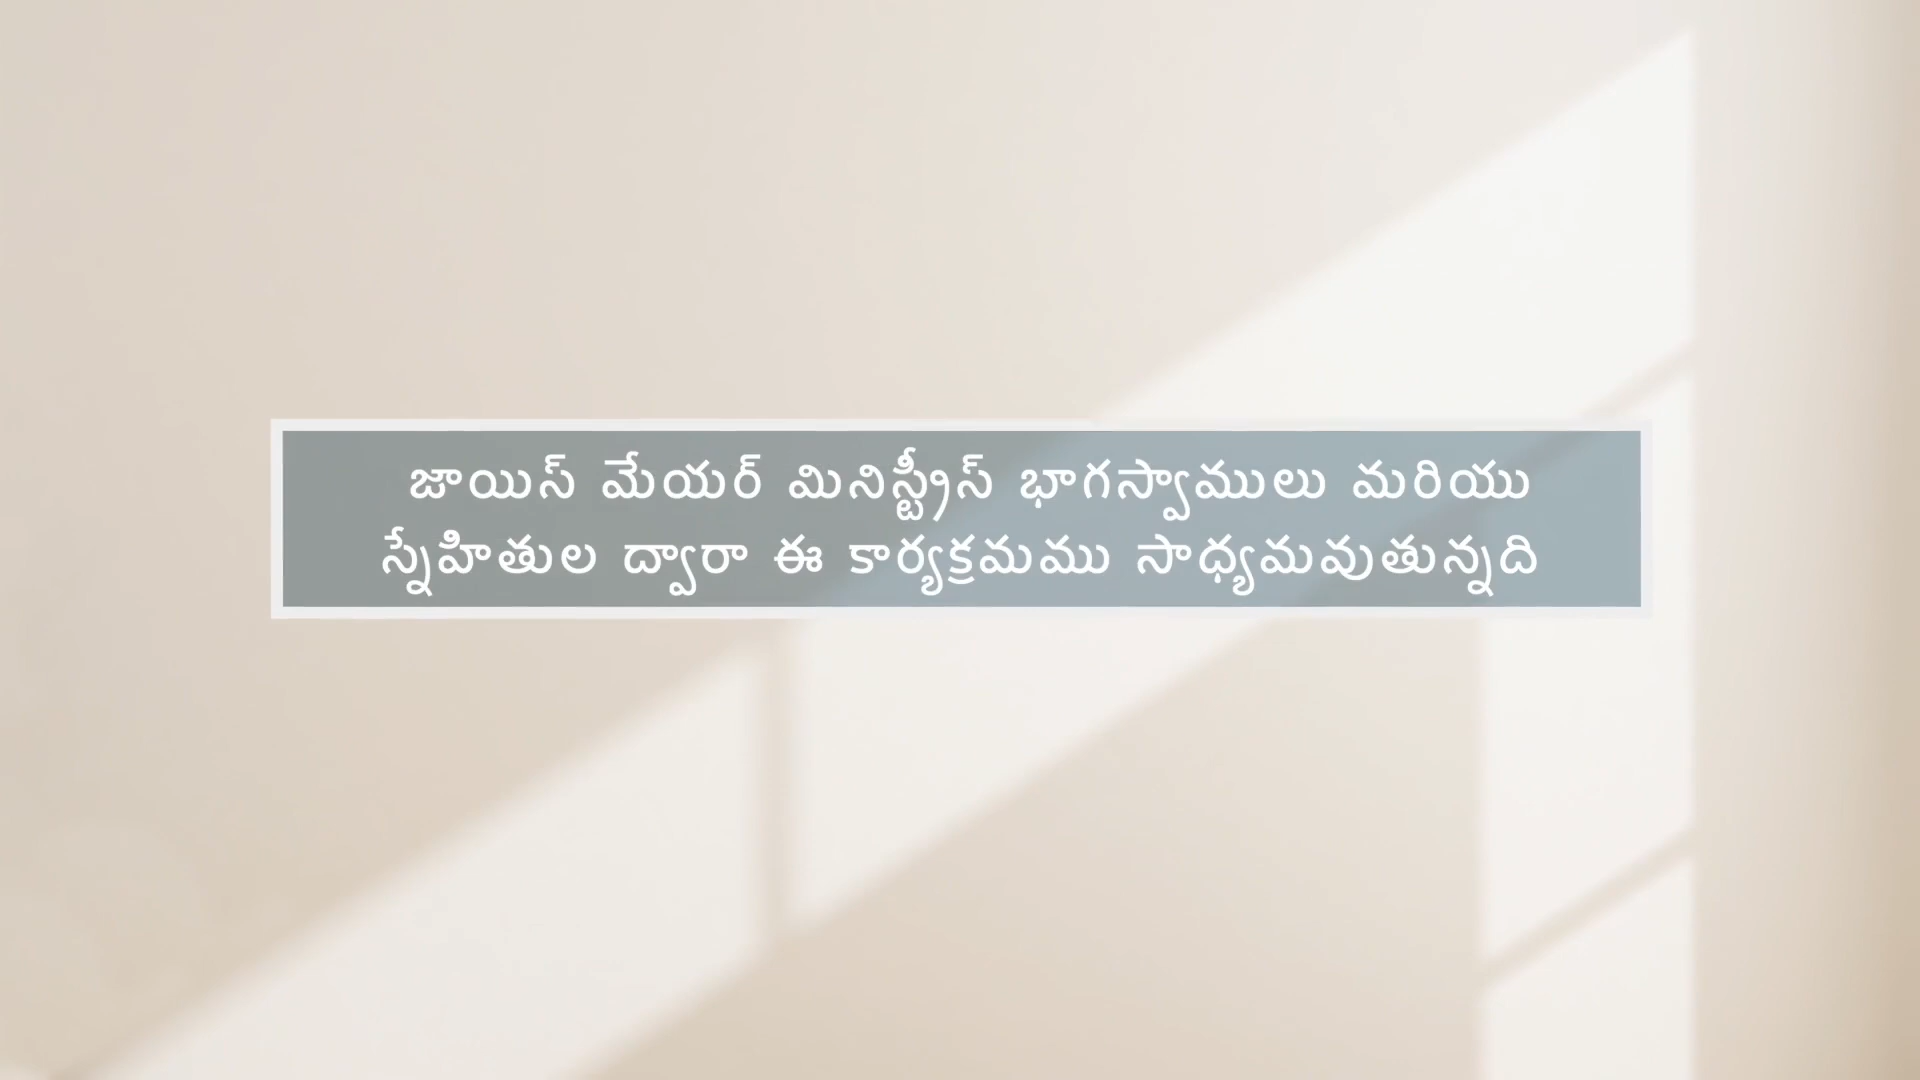 జాయిస్ మేయర్ మినిస్ట్రీస్ భాగస్వాములు మరియు
స్నేహితుల ద్వారా ఈ కార్యక్రమము సాధ్యమవుతున్నది